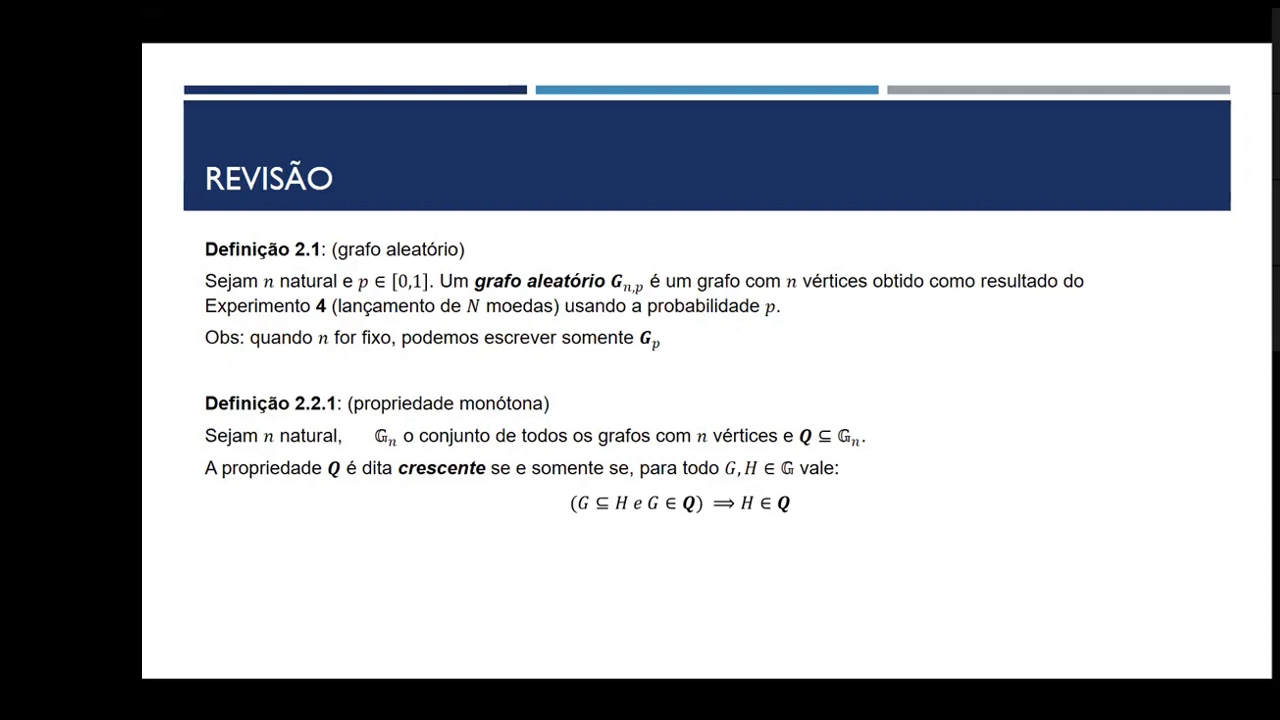 REVISÃO
Definição 2.1: (grafo aleatório)
Sejam n natural e p ∈ [0,1]. Um grafo aleatório G_{n,p} é um grafo com n vértices obtido como resultado do
Experimento 4 (lançamento de N moedas) usando a probabilidade p.
Obs: quando n for fixo, podemos escrever somente G_p
Definição 2.2.1: (propriedade monótona)
Sejam n natural, 𝔾_n o conjunto de todos os grafos com n vértices e Q ⊆ 𝔾_n.
A propriedade Q é dita crescente se e somente se, para todo G, H ∈ 𝔾 vale:
(G ⊆ H e G ∈ Q) ⟹ H ∈ Q